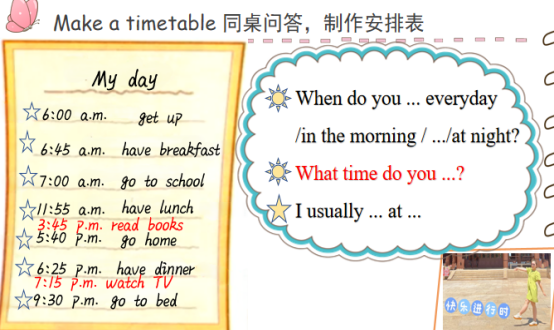 Make a timetable 同桌问答，制作安排表
My day
6:00 a.m. get up
6:45 a.m. have breakfast
7:00 a.m. go to school
11:55 a.m. have lunch
3:45 p.m. read books
5:40 p.m. go home
6:25 p.m. have dinner
7:15 p.m. watch TV
9:30 p.m. go to bed
When do you ... everyday
/in the morning / .../at night?
What time do you ...?
I usually ... at ...
快乐进行时